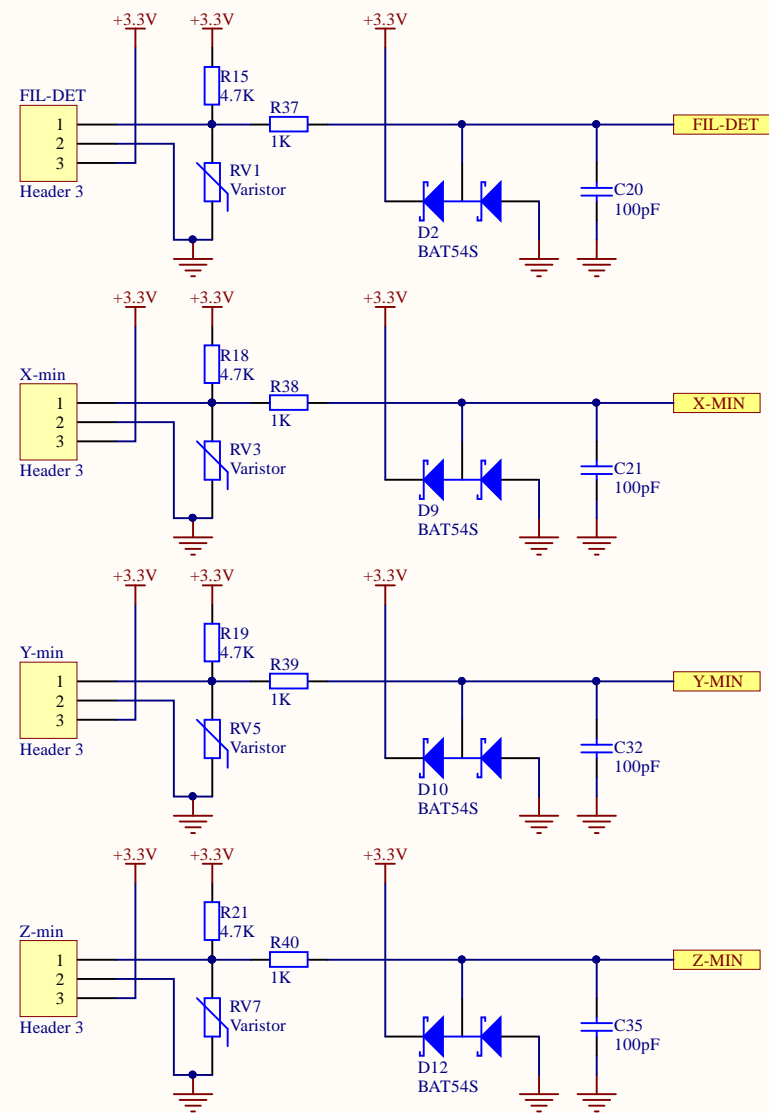 +3.3V +3.3V +3.3V
R15
4.7K
FIL-DET
R37
1 FIL-DET
2 1K
3
RV1
Varistor
C20
100pF
Header 3
D2
BAT54S
+3.3V +3.3V +3.3V
R18
4.7K
X-min
R38
1 X-MIN
2 1K
3
RV3
Varistor
C21
100pF
Header 3
D9
BAT54S
+3.3V +3.3V +3.3V
R19
4.7K
Y-min
R39
1 Y-MIN
2 1K
3
RV5
Varistor
C32
100pF
Header 3
D10
BAT54S
+3.3V +3.3V +3.3V
R21
4.7K
Z-min
R40
1 Z-MIN
2 1K
3
RV7
Varistor
C35
100pF
Header 3
D12
BAT54S